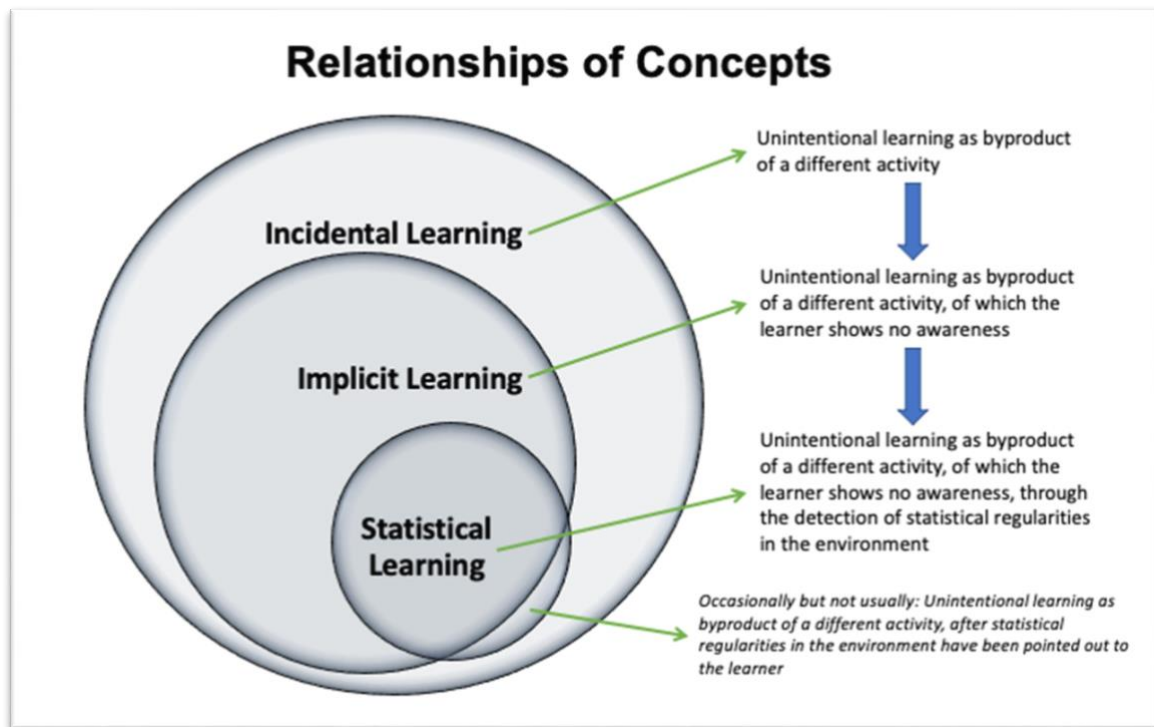 Relationships of Concepts
Unintentional learning as byproduct
of a different activity
Incidental Learning
Unintentional learning as byproduct
of a different activity, of which the
learner shows no awareness
Implicit Learning
Unintentional learning as byproduct
of a different activity, of which the
learner shows no awareness, through
the detection of statistical regularities
in the environment
Statistical
Learning
Occasionally but not usually: Unintentional learning as
byproduct of a different activity, after statistical
regularities in the environment have been pointed out to
the learner